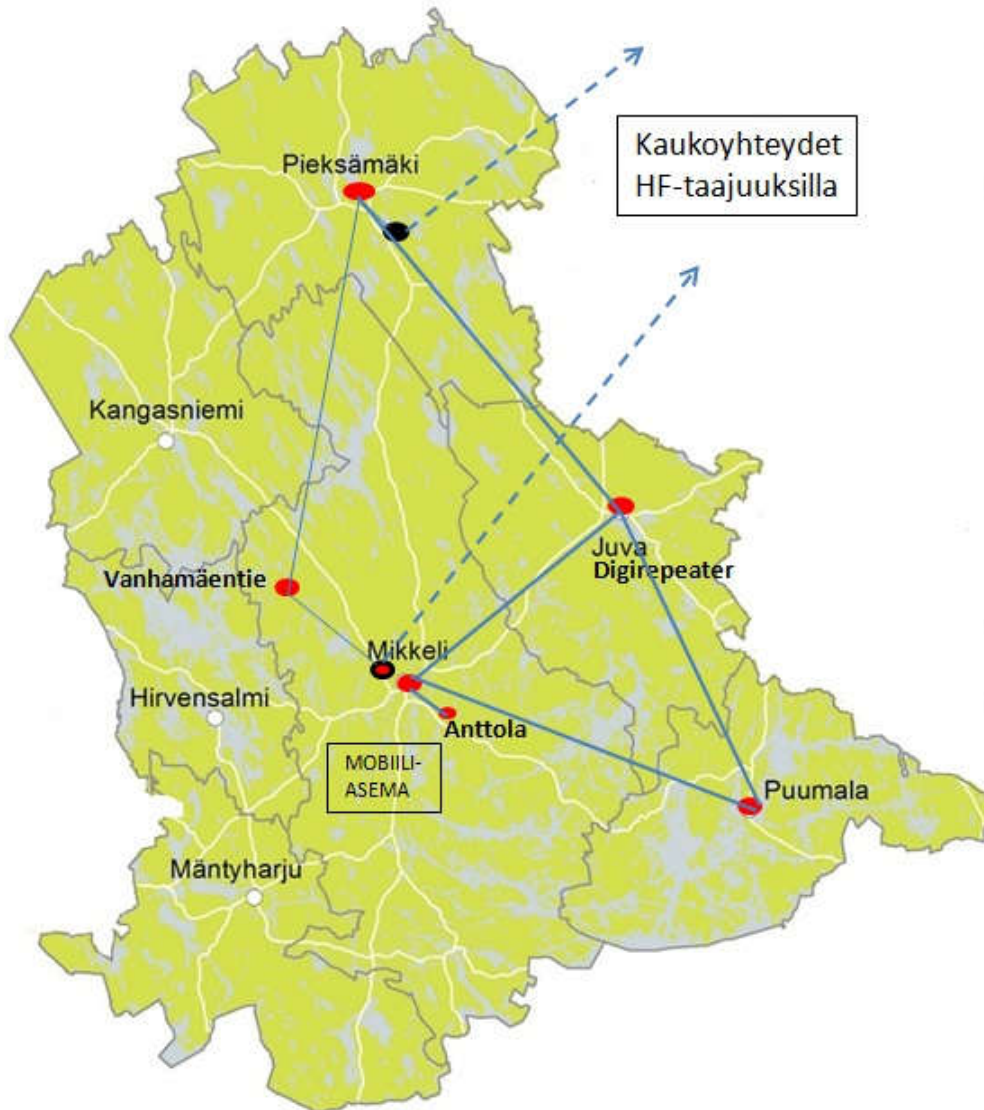 Kaukoyhteydet
HF-taajuuksilla
Pieksämäki
Kangasniemi
Juva
Digirepeater
Vanhamäentie
Mikkeli
Hirvensalmi
Anttola
MOBIILI-
ASEMA
Puumala
Mäntyharju